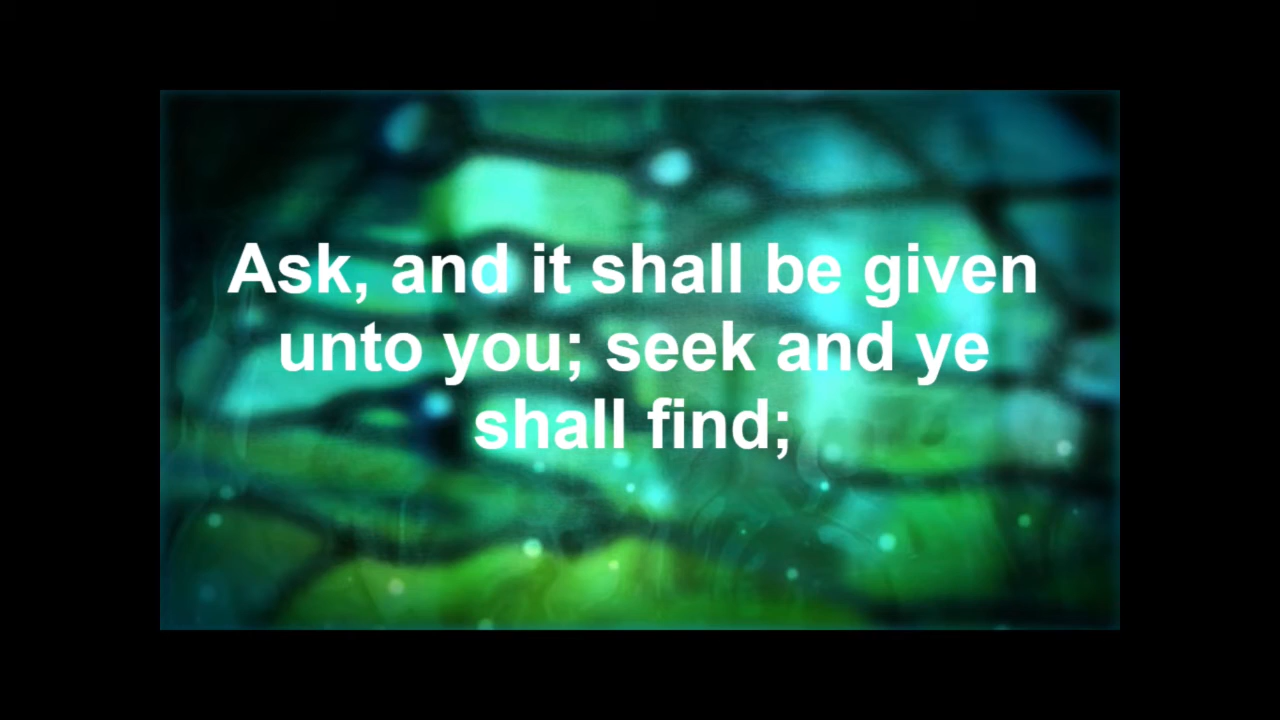 Ask, and it shall be given
unto you; seek and ye
shall find;